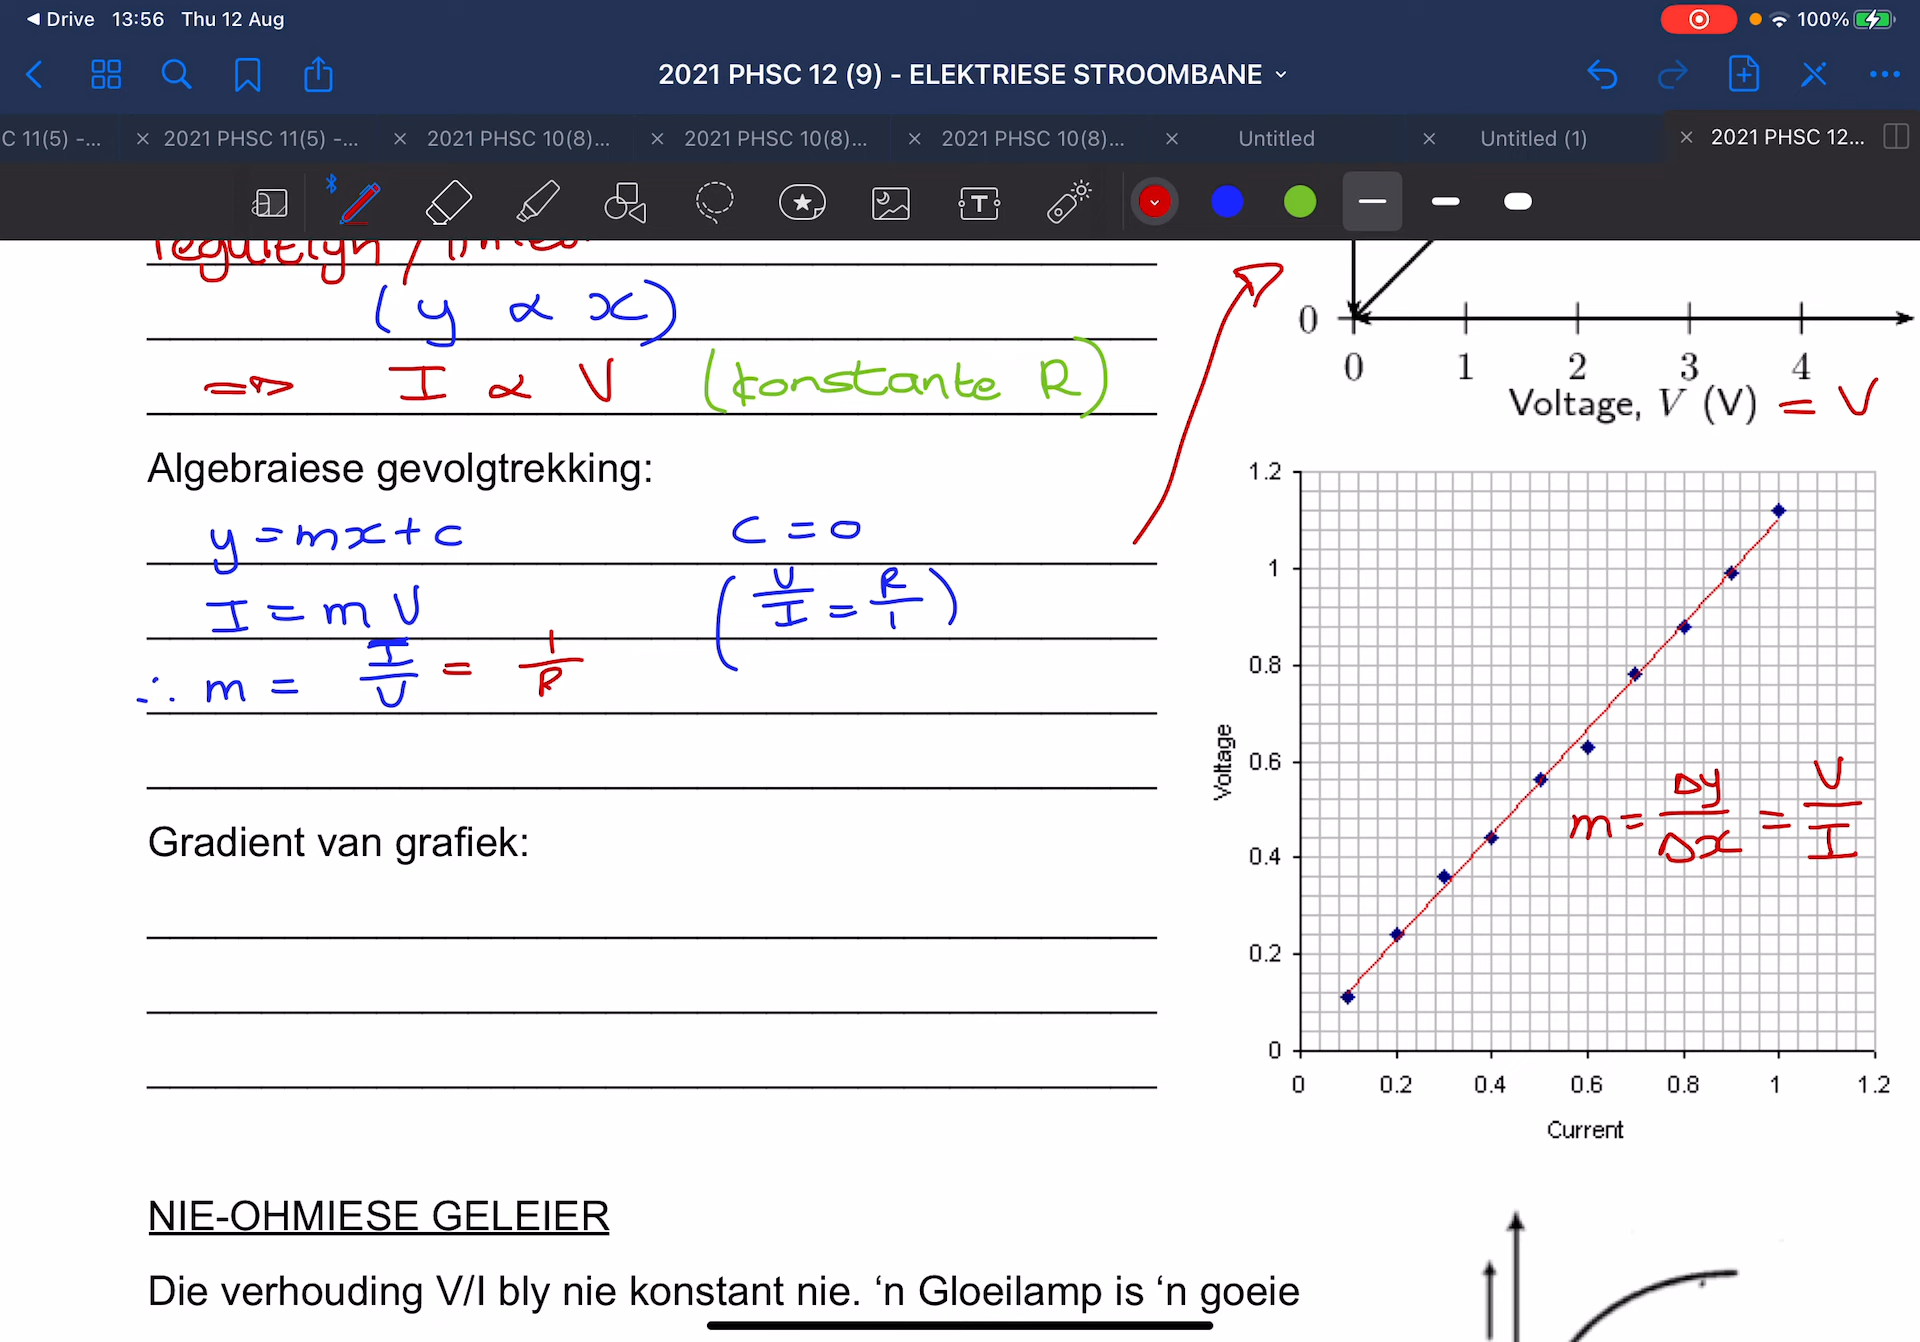 Drive 13:56 Thu 12 Aug 100%
2021 PHSC 12 (9) - ELEKTRIESE STROOMBANE
C 11(5) -... 2021 PHSC 11(5) -... 2021 PHSC 10(8)... 2021 PHSC 10(8)... 2021 PHSC 10(8)... Untitled Untitled (1) 2021 PHSC 12...
(y ∝ x)
⇒ I ∝ V (konstante R)
Algebraiese gevolgtrekking:
y = mx + c c = 0
I = m V (V/I = R/1)
∴ m = I/V = 1/R
Gradient van grafiek:
NIE-OHMIESE GELEIER
Die verhouding V/I bly nie konstant nie. ‘n Gloeilamp is ‘n goeie
0
0 1 2 3 4
Voltage, V (V) = V
1.2
1
0.8
0.6
0.4
0.2
0
Voltage
m = Δy/Δx = V/I
0 0.2 0.4 0.6 0.8 1 1.2
Current